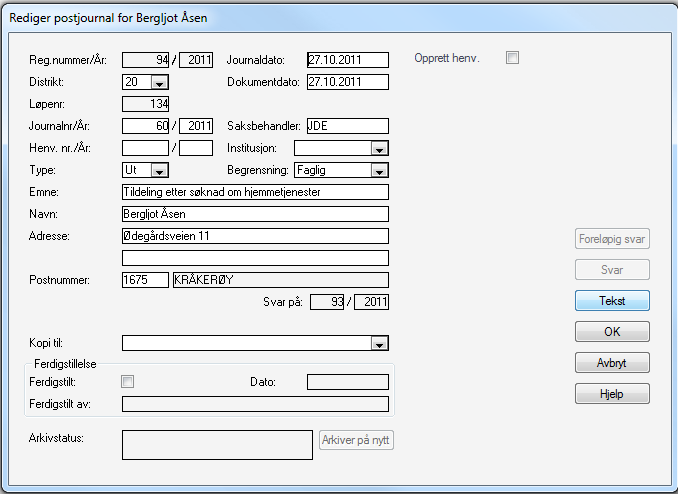 Rediger postjournal for Bergljot Åsen
Reg.nummer/År: 94 / 2011 Journaldato: 27.10.2011 Opprett henv.
Distrikt: 20 Dokumentdato: 27.10.2011
Løpenr: 134
Journalnr/År: 60 / 2011 Saksbehandler: JDE
Henv. nr./År: / Institusjon:
Type: Ut Begrensning: Faglig
Emne: Tildeling etter søknad om hjemmetjenester
Navn: Bergljot Åsen
Adresse: Ødegårdsveien 11
Foreløpig svar
Svar
Postnummer: 1675 KRÅKERØY
Svar på: 93 / 2011
Tekst
OK
Kopi til:
Avbryt
Ferdigstillelse
Ferdigstilt: Dato:
Hjelp
Ferdigstilt av:
Arkivstatus: Arkiver på nytt